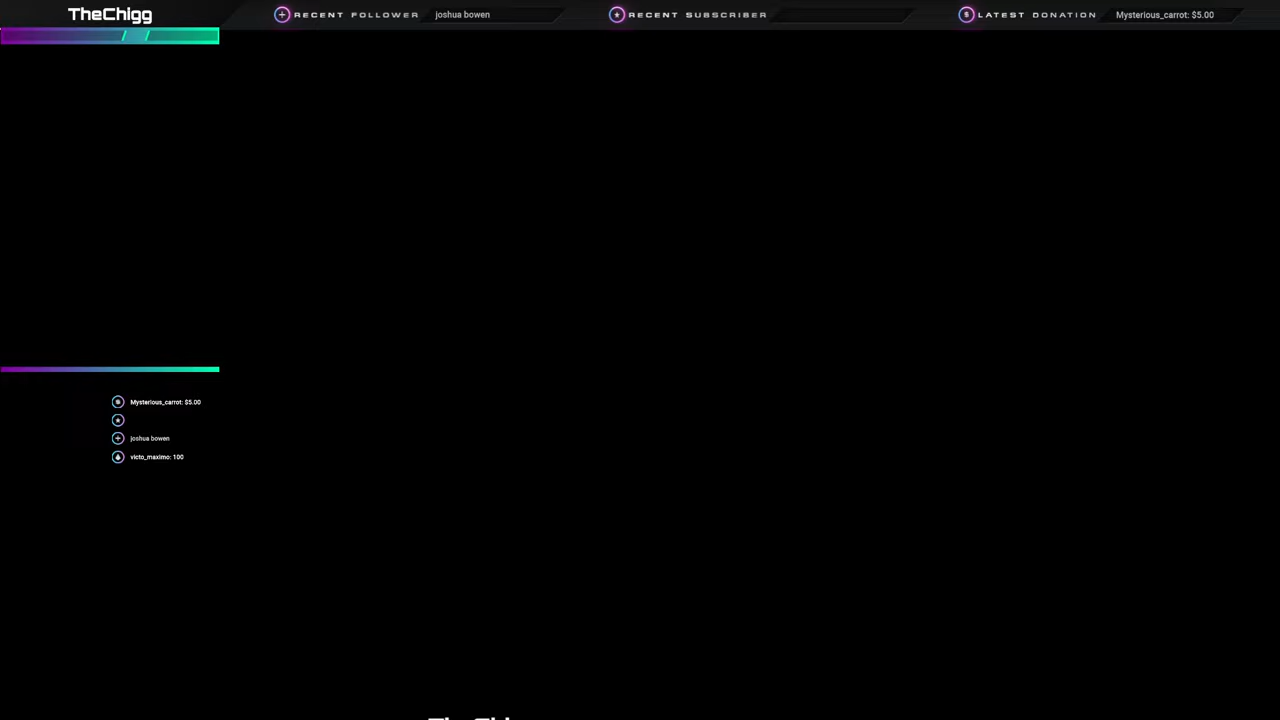 TheChigg
RECENT FOLLOWER joshua bowen
RECENT SUBSCRIBER
LATEST DONATION Mysterious_carrot: $5.00
Mysterious_carrot: $5.00
joshua bowen
victo_maximo: 100